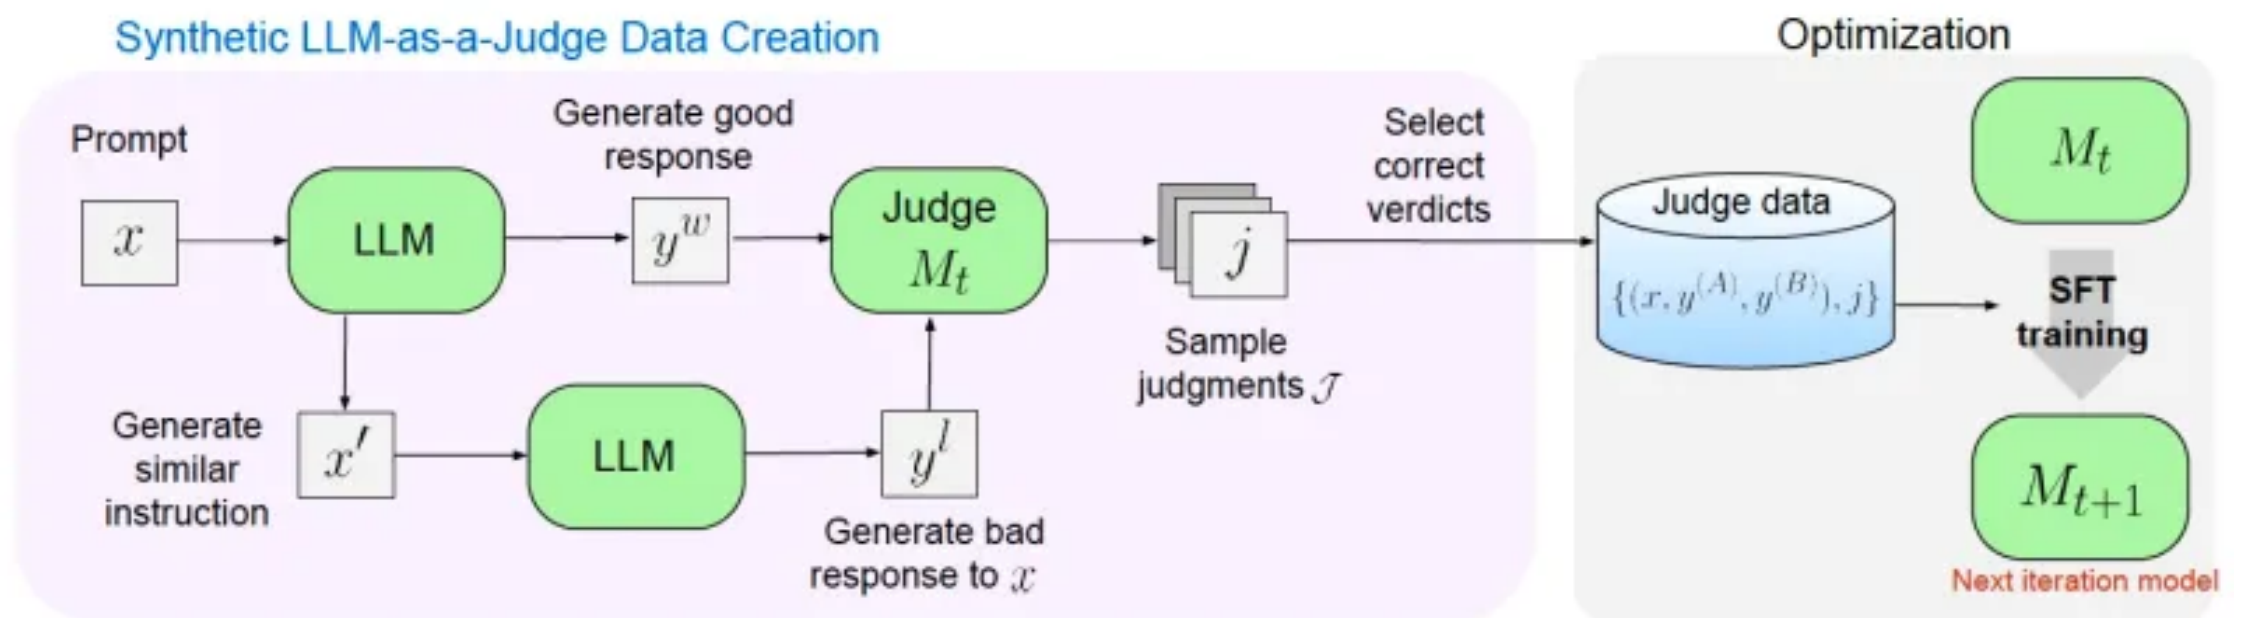 Synthetic LLM-as-a-Judge Data Creation
Optimization
Prompt
x
LLM
Generate good
response
y^w
Judge
M_t
j
Sample
judgments 𝒥
Select
correct
verdicts
Generate
similar
instruction
x′
LLM
y^l
Generate bad
response to x
Judge data
{(x, y^(A), y^(B)), j}
M_t
SFT
training
M_{t+1}
Next iteration model